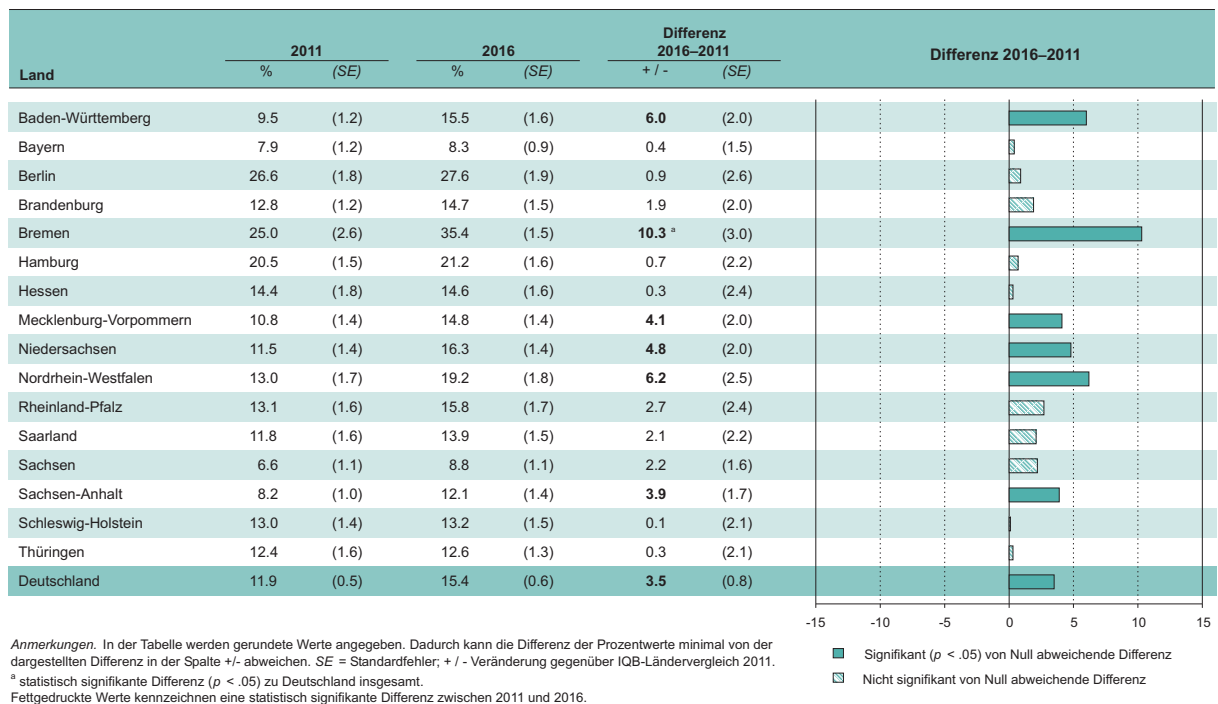 Differenz
2011 2016 2016–2011 Differenz 2016–2011
Land % (SE) % (SE) + / - (SE)
Baden-Württemberg 9.5 (1.2) 15.5 (1.6) 6.0 (2.0)
Bayern 7.9 (1.2) 8.3 (0.9) 0.4 (1.5)
Berlin 26.6 (1.8) 27.6 (1.9) 0.9 (2.6)
Brandenburg 12.8 (1.2) 14.7 (1.5) 1.9 (2.0)
Bremen 25.0 (2.6) 35.4 (1.5) 10.3 a (3.0)
Hamburg 20.5 (1.5) 21.2 (1.6) 0.7 (2.2)
Hessen 14.4 (1.8) 14.6 (1.6) 0.3 (2.4)
Mecklenburg-Vorpommern 10.8 (1.4) 14.8 (1.4) 4.1 (2.0)
Niedersachsen 11.5 (1.4) 16.3 (1.4) 4.8 (2.0)
Nordrhein-Westfalen 13.0 (1.7) 19.2 (1.8) 6.2 (2.5)
Rheinland-Pfalz 13.1 (1.6) 15.8 (1.7) 2.7 (2.4)
Saarland 11.8 (1.6) 13.9 (1.5) 2.1 (2.2)
Sachsen 6.6 (1.1) 8.8 (1.1) 2.2 (1.6)
Sachsen-Anhalt 8.2 (1.0) 12.1 (1.4) 3.9 (1.7)
Schleswig-Holstein 13.0 (1.4) 13.2 (1.5) 0.1 (2.1)
Thüringen 12.4 (1.6) 12.6 (1.3) 0.3 (2.1)
Deutschland 11.9 (0.5) 15.4 (0.6) 3.5 (0.8)
-15 -10 -5 0 5 10 15
Anmerkungen. In der Tabelle werden gerundete Werte angegeben. Dadurch kann die Differenz der Prozentwerte minimal von der
dargestellten Differenz in der Spalte +/- abweichen. SE = Standardfehler; + / - Veränderung gegenüber IQB-Ländervergleich 2011.
a statistisch signifikante Differenz (p < .05) zu Deutschland insgesamt.
Fettgedruckte Werte kennzeichnen eine statistisch signifikante Differenz zwischen 2011 und 2016.
Signifikant (p < .05) von Null abweichende Differenz
Nicht signifikant von Null abweichende Differenz